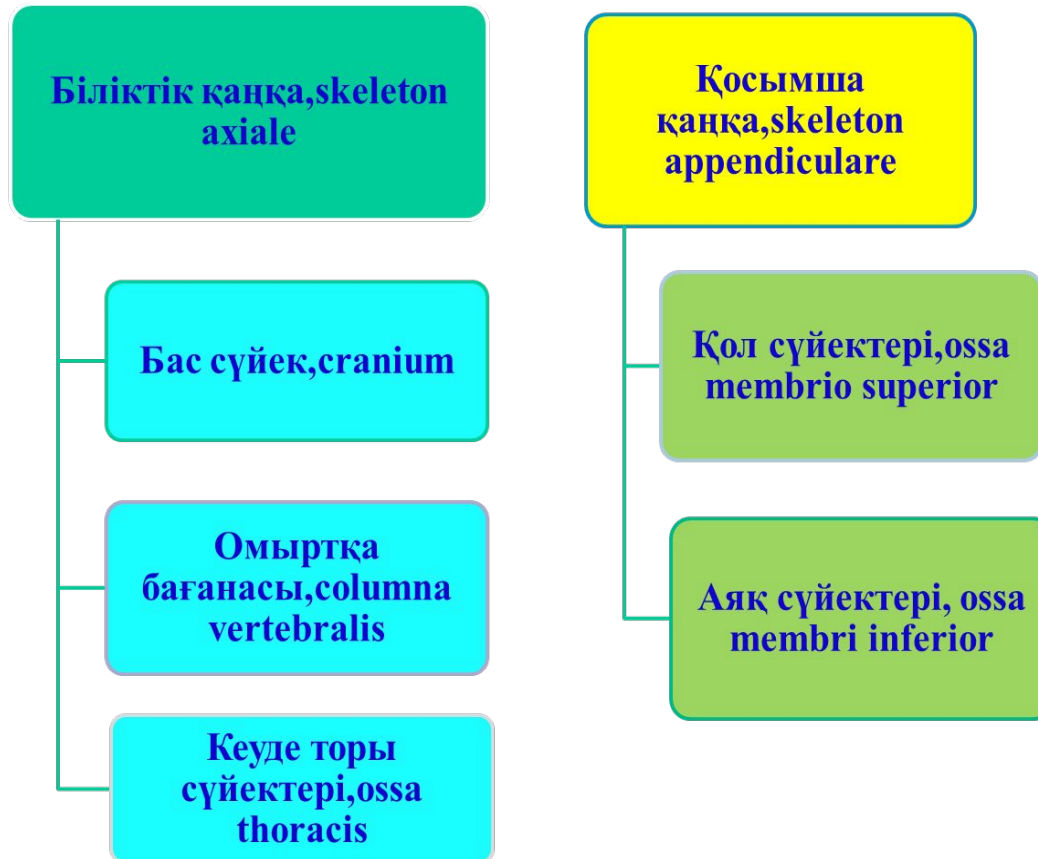 Біліктік қаңқа,skeleton
axiale
Бас сүйек,cranium
Омыртқа
бағанасы,columna
vertebralis
Кеуде торы
сүйектері,ossa
thoracis
Қосымша
қаңқа,skeleton
appendiculare
Қол сүйектері,ossa
membrio superior
Аяқ сүйектері, ossa
membri inferior